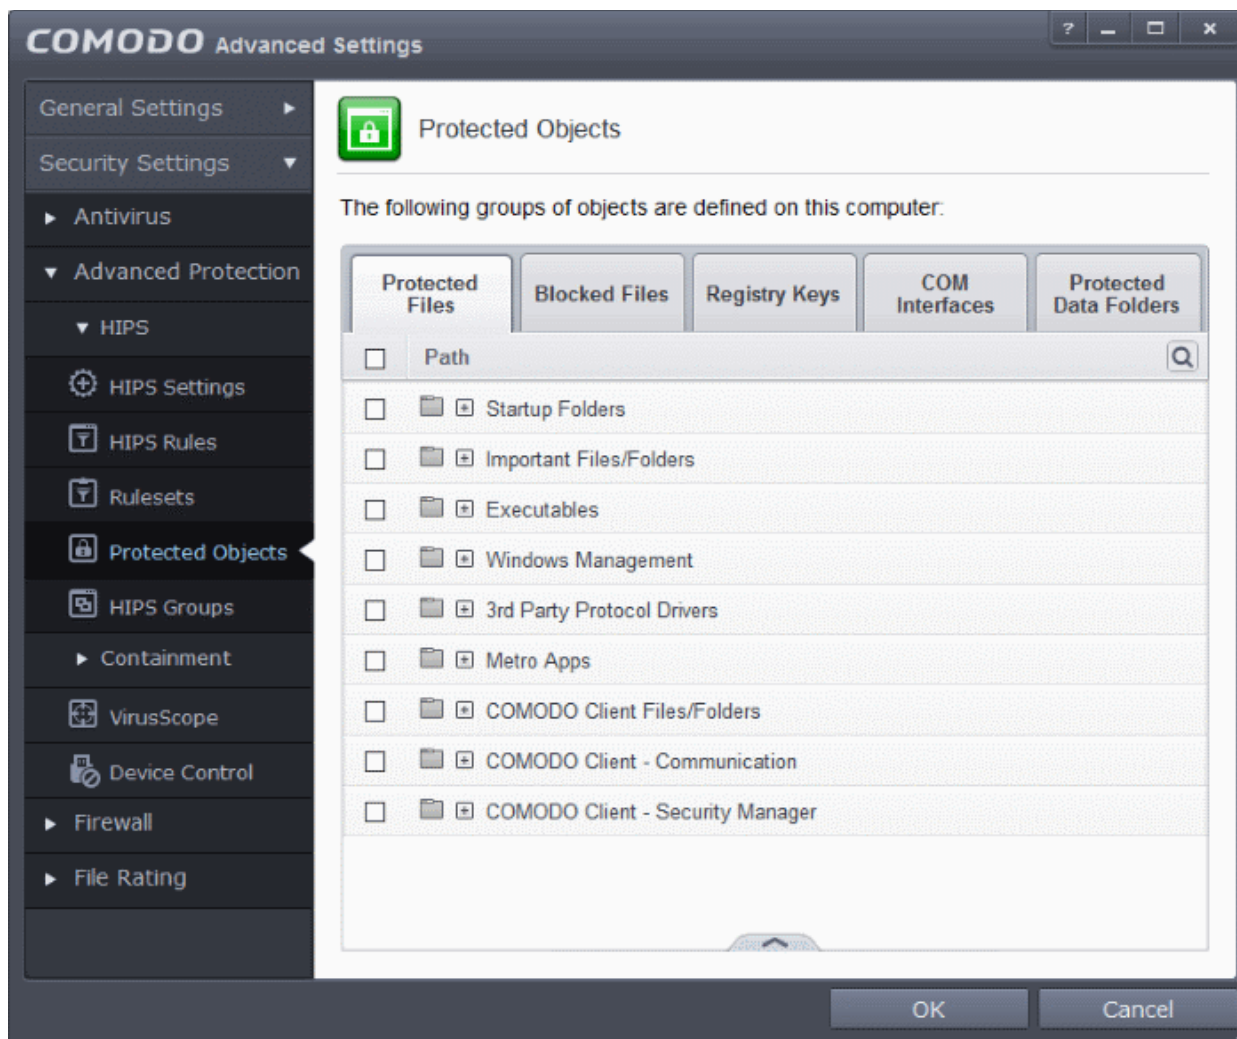 COMODO Advanced Settings
?
General Settings
Security Settings
Antivirus
Advanced Protection
HIPS
HIPS Settings
HIPS Rules
Rulesets
Protected Objects
HIPS Groups
Containment
VirusScope
Device Control
Firewall
File Rating
Protected Objects
The following groups of objects are defined on this computer:
Protected
Files
Blocked Files
Registry Keys
COM
Interfaces
Protected
Data Folders
Path
Startup Folders
Important Files/Folders
Executables
Windows Management
3rd Party Protocol Drivers
Metro Apps
COMODO Client Files/Folders
COMODO Client - Communication
COMODO Client - Security Manager
OK
Cancel